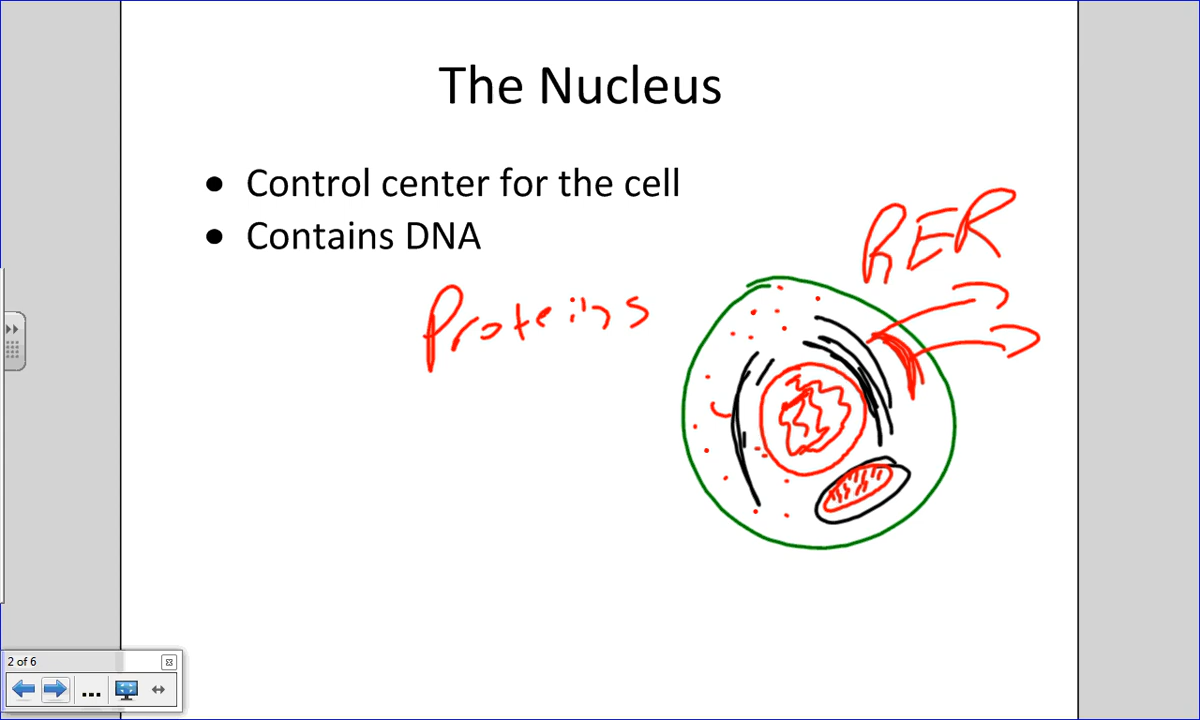 The Nucleus
● Control center for the cell
● Contains DNA
RER
Proteins
2 of 6
...